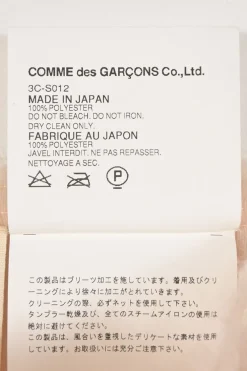 COMME des GARÇONS Co.,Ltd.
3C-S012
MADE IN JAPAN
100% POLYESTER
DO NOT BLEACH. DO NOT IRON.
DRY CLEAN ONLY.
FABRIQUE AU JAPON
100% POLYESTER
JAVEL INTERDIT. NE PAS REPASSER.
NETTOYAGE A SEC.
P
この製品はプリーツ加工を施しています。着用及びクリ
ーニングにより徐々に加工がとれていきます。
クリーニングの際、必ずネットを使用して下さい。
タンブラー乾燥及び、全てのスチームアイロンの使用は
絶対に避けてください。
この製品は、風合いを重視したデリケートな素材を使用し
ています。お取扱いには充分ご注意下さい。